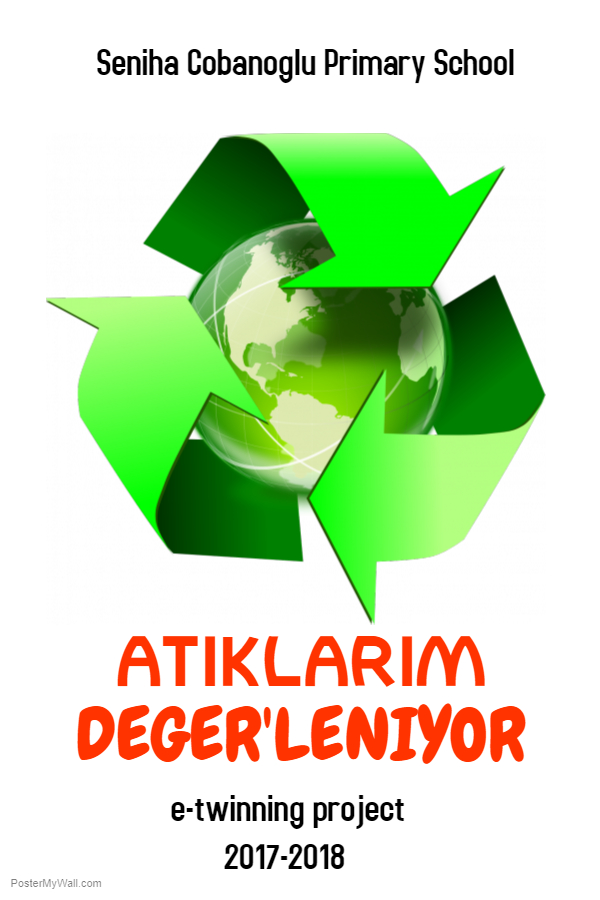 Seniha Cobanoglu Primary School
ATIKLARIM
DEGER'LENIYOR
e-twinning project
2017-2018
PosterMyWall.com